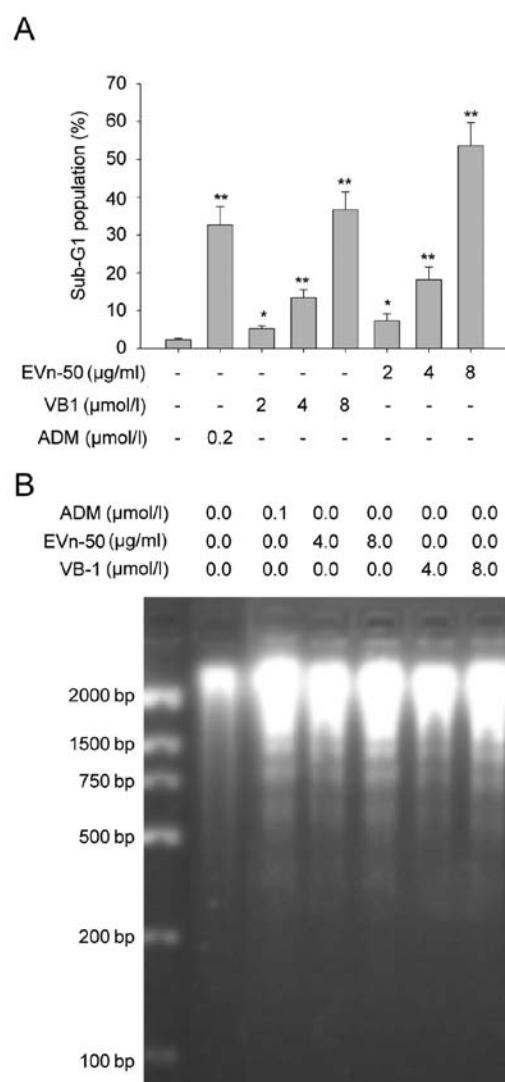 A
Sub-G1 population (%)
70
60
50
40
30
20
10
0
** ** ** ** ** * *
EVn-50 (µg/ml) - - - - - 2 4 8
VB1 (µmol/l) - - 2 4 8 - - -
ADM (µmol/l) - 0.2 - - - - - -
B
ADM (µmol/l) 0.0 0.1 0.0 0.0 0.0 0.0
EVn-50 (µg/ml) 0.0 0.0 4.0 8.0 0.0 0.0
VB-1 (µmol/l) 0.0 0.0 0.0 0.0 4.0 8.0
2000 bp
1500 bp
750 bp
500 bp
200 bp
100 bp